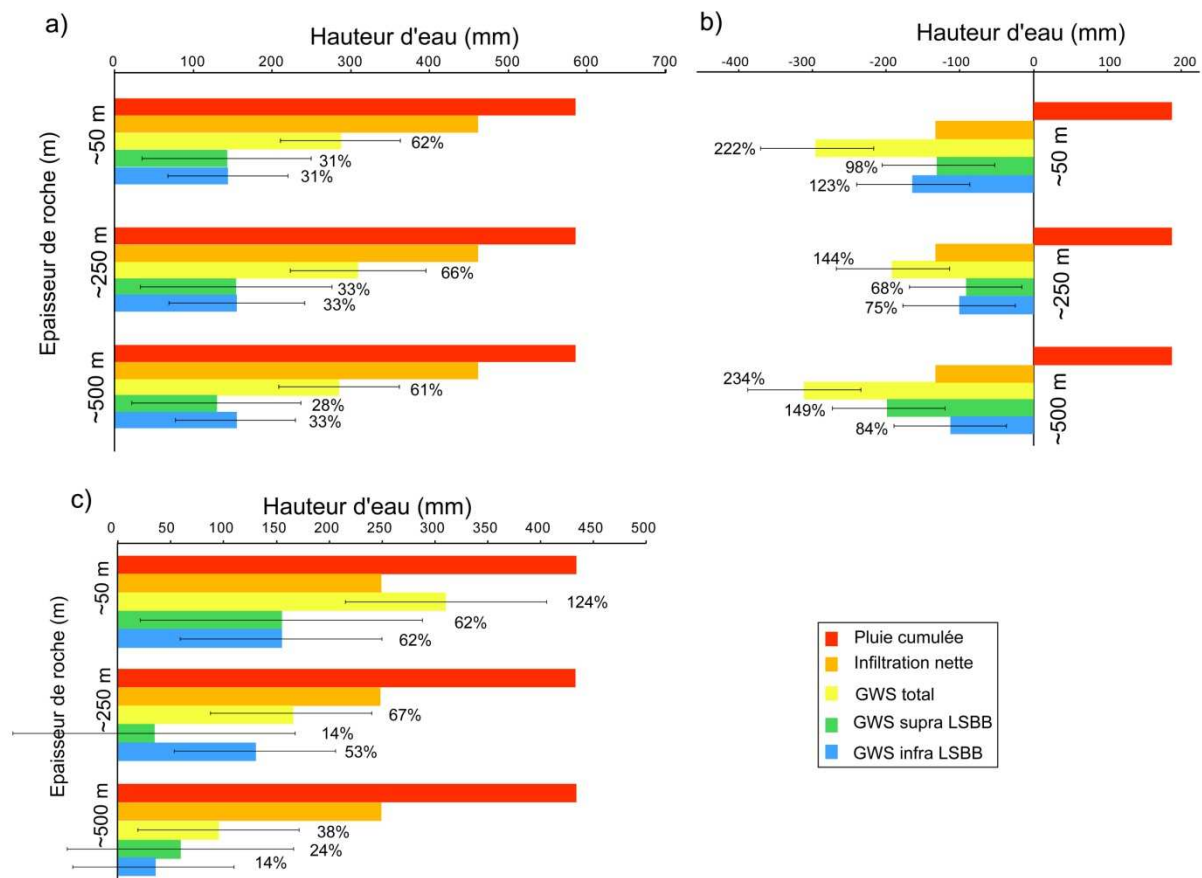 a)
Hauteur d'eau (mm)
0 100 200 300 400 500 600 700
Epaisseur de roche (m)
~50 m
62%
31%
31%
~250 m
66%
33%
33%
~500 m
61%
28%
33%
b)
Hauteur d'eau (mm)
-400 -300 -200 -100 0 100 200
~50 m
222%
98%
123%
~250 m
144%
68%
75%
~500 m
234%
149%
84%
c)
Hauteur d'eau (mm)
0 50 100 150 200 250 300 350 400 450 500
Epaisseur de roche (m)
~50 m
124%
62%
62%
~250 m
67%
14%
53%
~500 m
38%
24%
14%
Pluie cumulée
Infiltration nette
GWS total
GWS supra LSBB
GWS infra LSBB